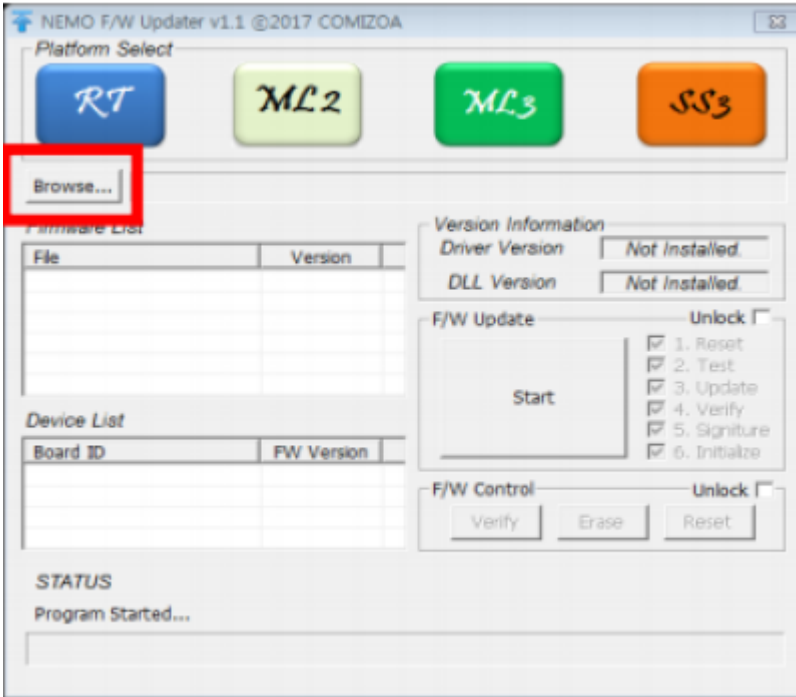 NEMO F/W Updater v1.1 ©2017 COMIZOA
Platform Select
RT ML2 ML3 SS3
Browse...
Firmware List
File Version
Version Information
Driver Version Not Installed.
DLL Version Not Installed.
F/W Update Unlock
Start
1. Reset
2. Test
3. Update
4. Verify
5. Signiture
6. Initialize
Device List
Board ID FW Version
F/W Control Unlock
Verify Erase Reset
STATUS
Program Started...